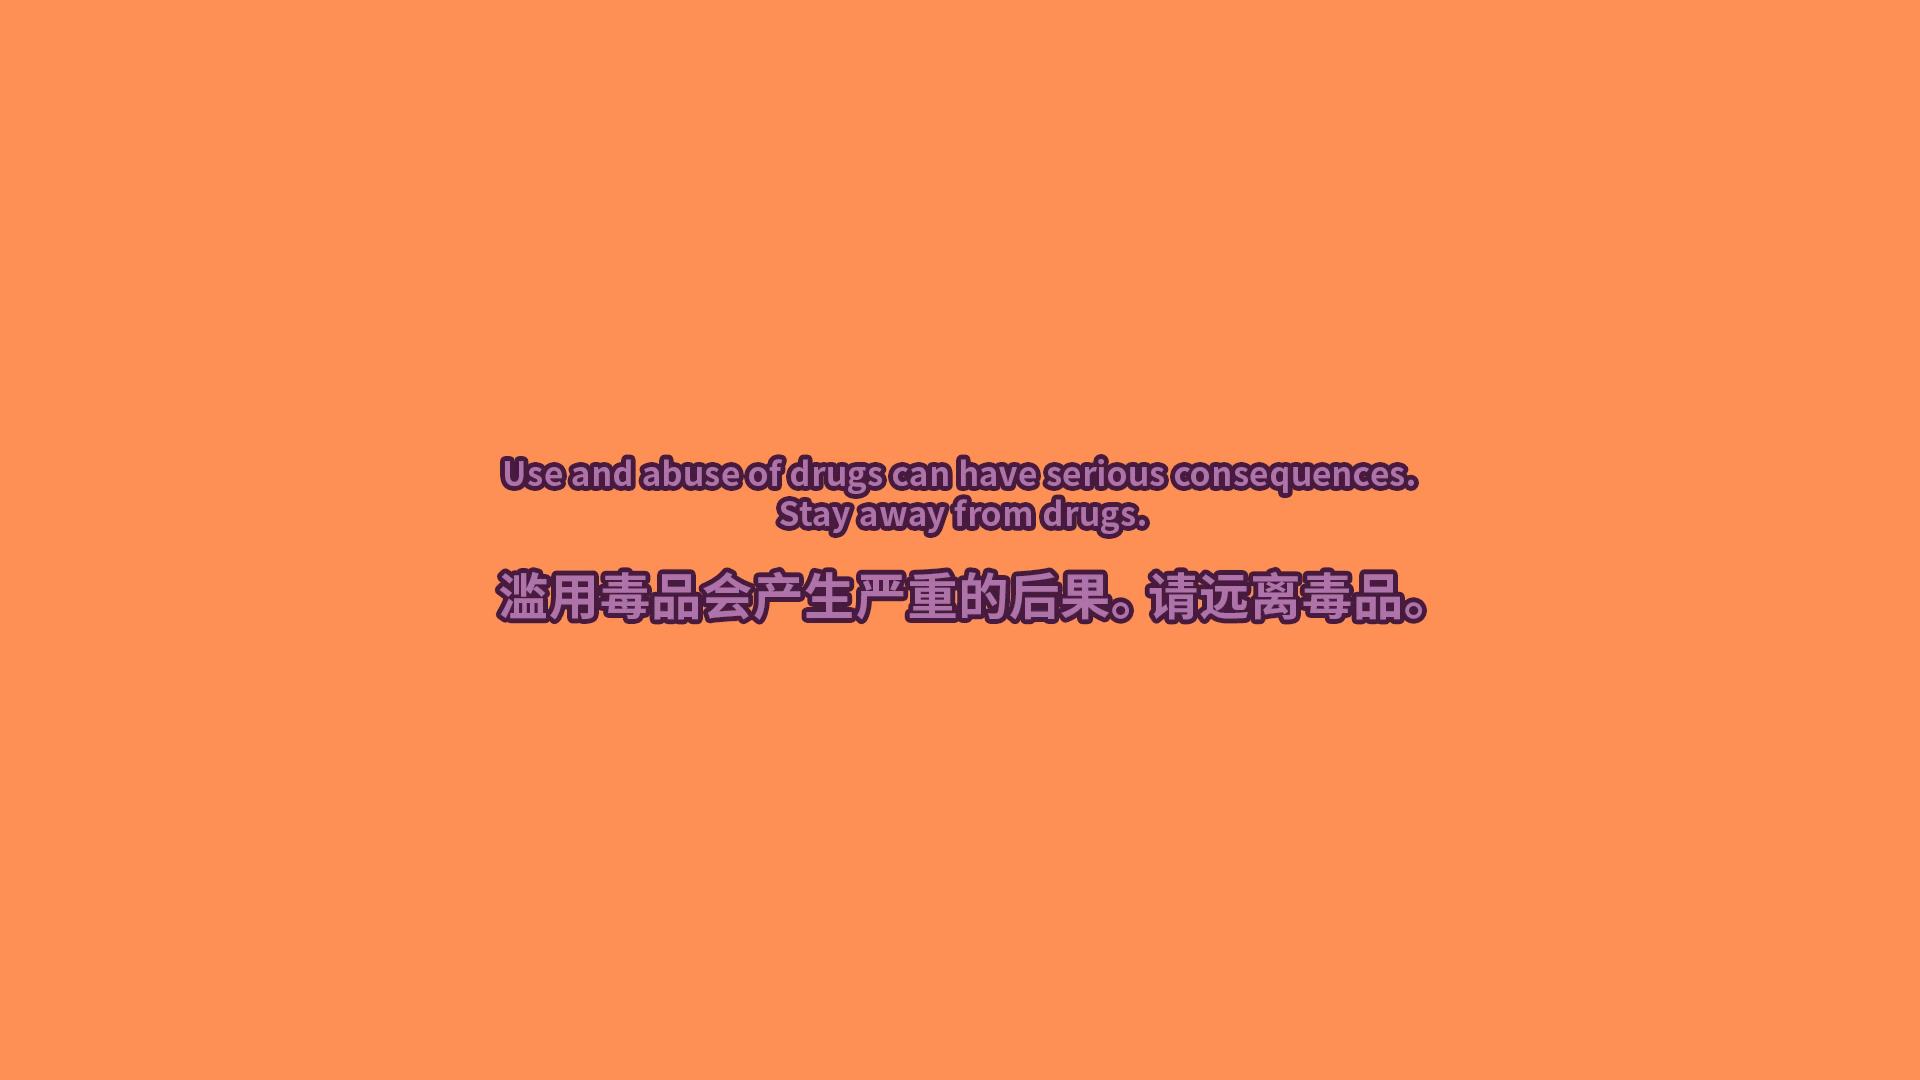 Use and abuse of drugs can have serious consequences.
Stay away from drugs.
滥用毒品会产生严重的后果。请远离毒品。